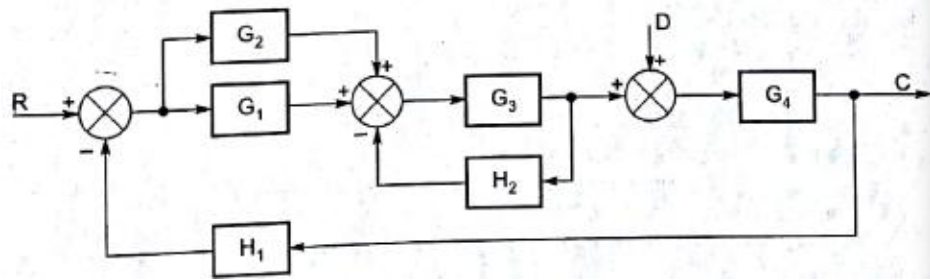 G₂
D
R
+
+
+
G₁
+
G₃
+
+
G₄
C
−
−
H₂
H₁